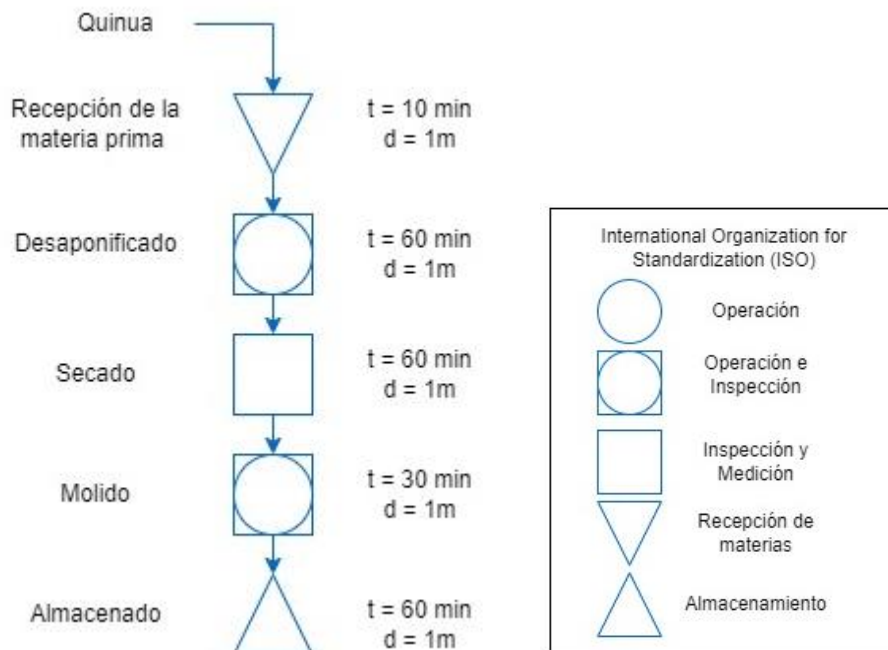 Quinua
Recepción de la
materia prima
t = 10 min
d = 1m
Desaponificado
t = 60 min
d = 1m
Secado
t = 60 min
d = 1m
Molido
t = 30 min
d = 1m
Almacenado
t = 60 min
d = 1m
International Organization for
Standardization (ISO)
Operación
Operación e
Inspección
Inspección y
Medición
Recepción de
materias
Almacenamiento